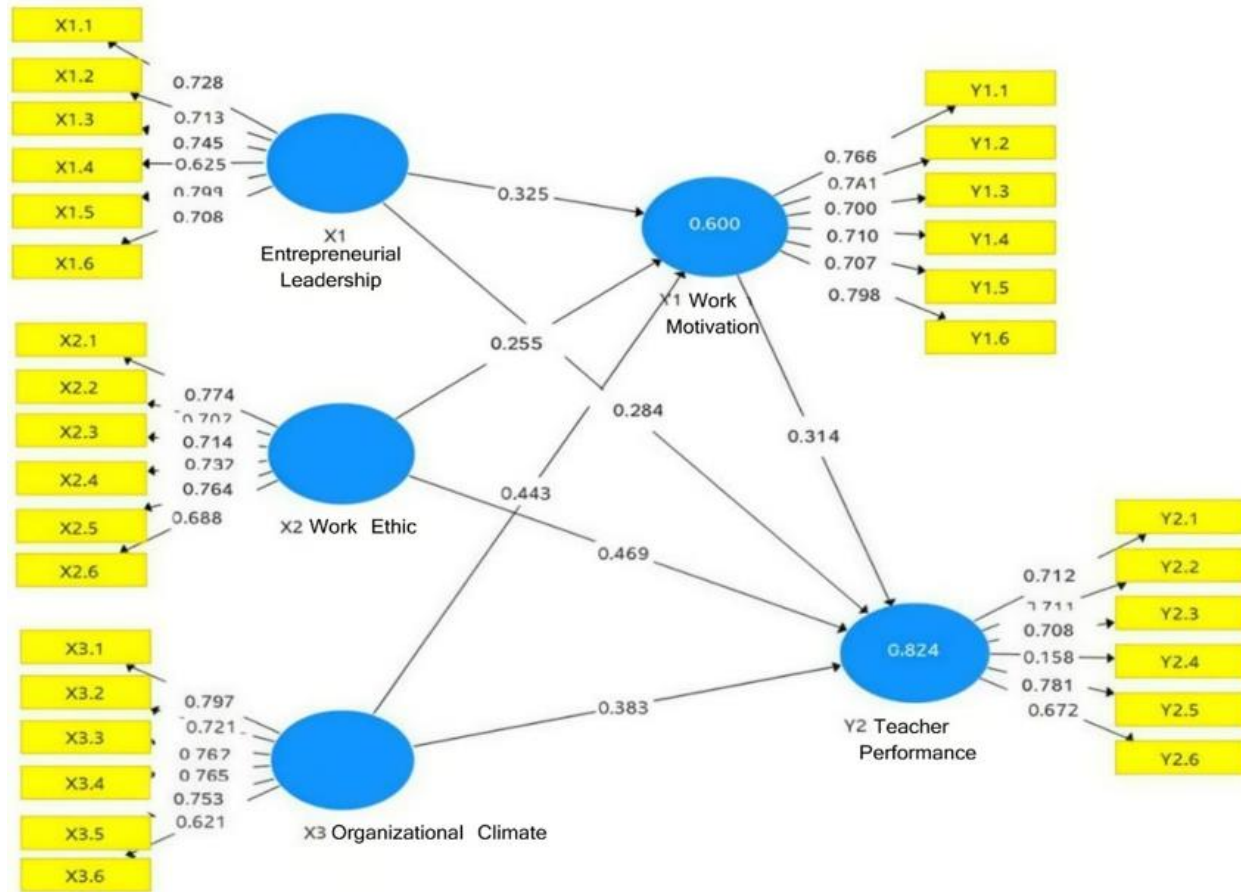 X1.1
X1.2
X1.3
X1.4
X1.5
X1.6
0.728
0.713
0.745
0.625
0.793
0.708
X1
Entrepreneurial
Leadership
X2.1
X2.2
X2.3
X2.4
X2.5
X2.6
0.774
0.714
0.737
0.764
0.688
X2 Work Ethic
X3.1
X3.2
X3.3
X3.4
X3.5
X3.6
0.797
0.721
0.767
0.765
0.753
0.621
X3 Organizational Climate
0.325
0.255
0.443
0.284
0.469
0.383
0.314
0.600
Y1 Work
Motivation
0.766
0.7A1
0.700
0.710
0.707
0.798
Y1.1
Y1.2
Y1.3
Y1.4
Y1.5
Y1.6
0.824
Y2 Teacher
Performance
0.712
0.711
0.708
0.158
0.781
0.672
Y2.1
Y2.2
Y2.3
Y2.4
Y2.5
Y2.6